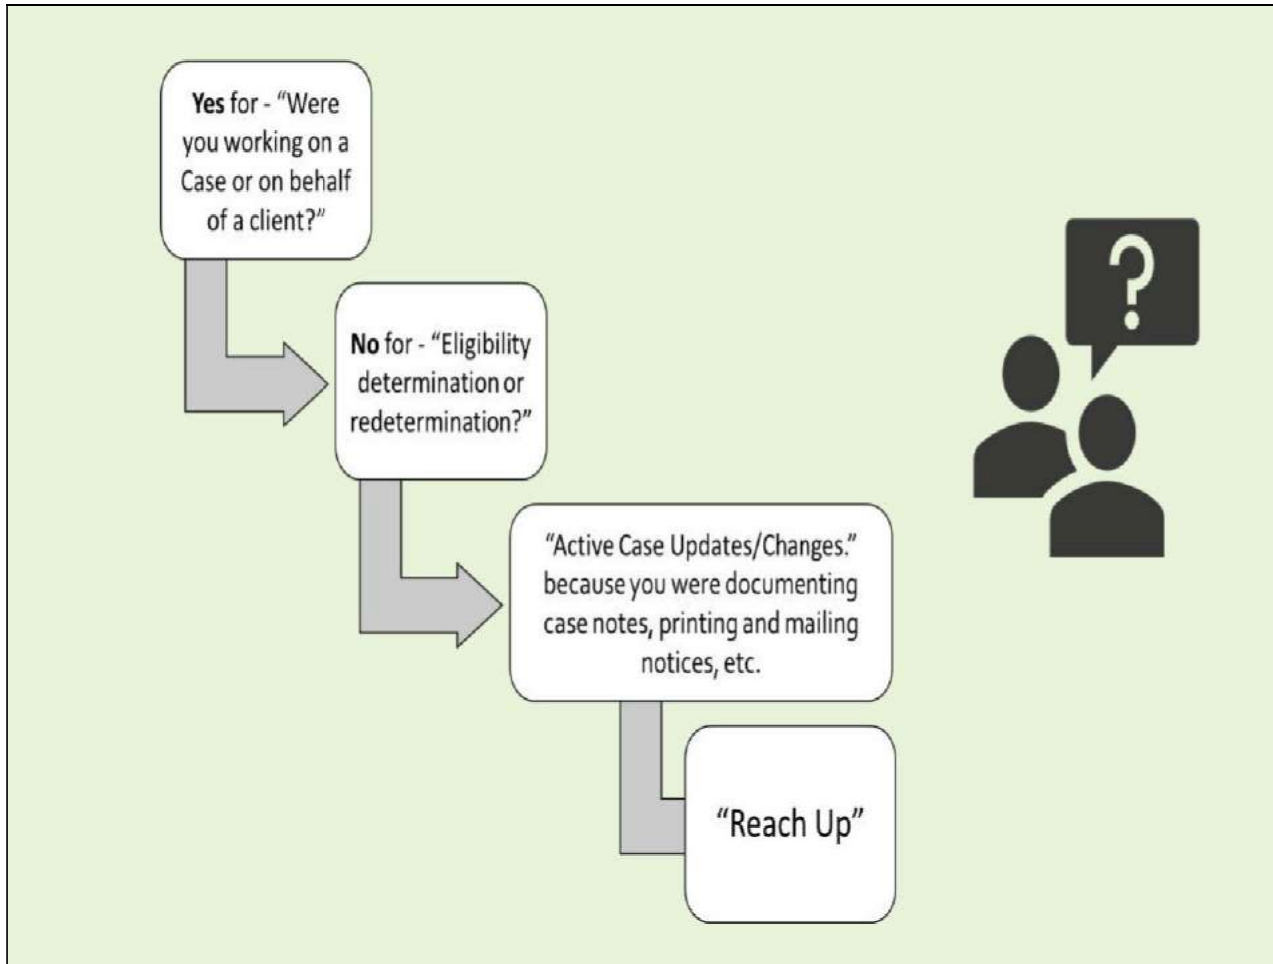 Yes for - “Were
you working on a
Case or on behalf
of a client?”
No for - “Eligibility
determination or
redetermination?”
“Active Case Updates/Changes.”
because you were documenting
case notes, printing and mailing
notices, etc.
“Reach Up”
?